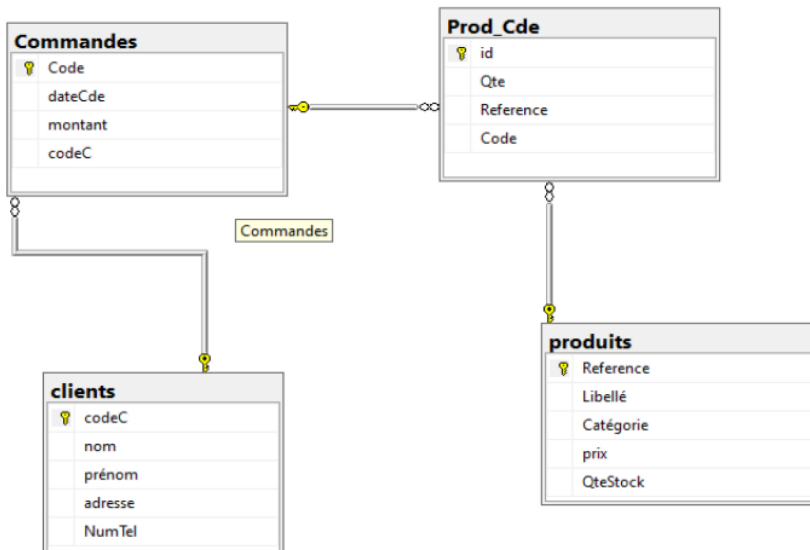 Commandes
Code
dateCde
montant
codeC
Prod_Cde
id
Qte
Reference
Code
Commandes
clients
codeC
nom
prénom
adresse
NumTel
produits
Reference
Libellé
Catégorie
prix
QteStock